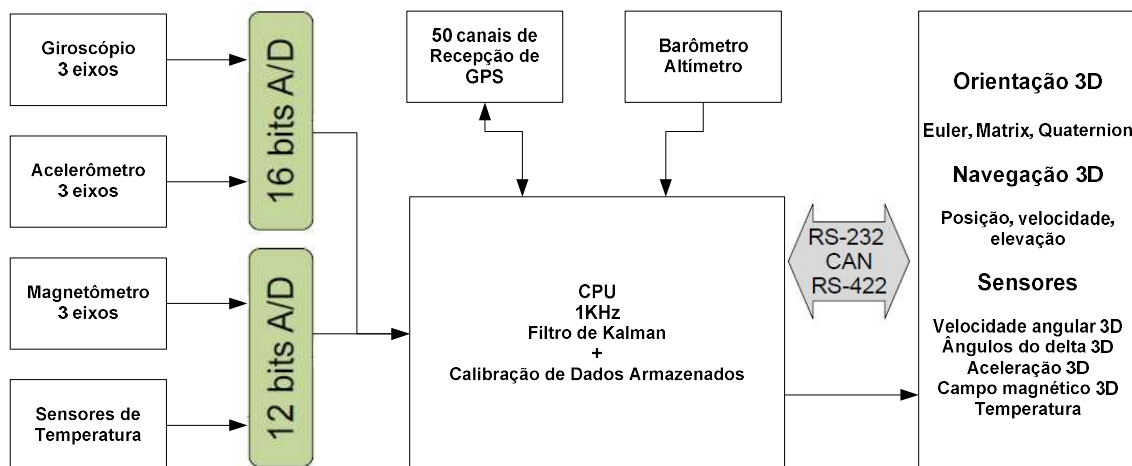 Giroscópio
3 eixos
Acelerômetro
3 eixos
Magnetômetro
3 eixos
Sensores de
Temperatura
16 bits A/D
12 bits A/D
50 canais de
Recepção de
GPS
Barômetro
Altímetro
CPU
1KHz
Filtro de Kalman
+
Calibração de Dados Armazenados
RS-232
CAN
RS-422
Orientação 3D
Euler, Matrix, Quaternion
Navegação 3D
Posição, velocidade,
elevação
Sensores
Velocidade angular 3D
Ângulos do delta 3D
Aceleração 3D
Campo magnético 3D
Temperatura